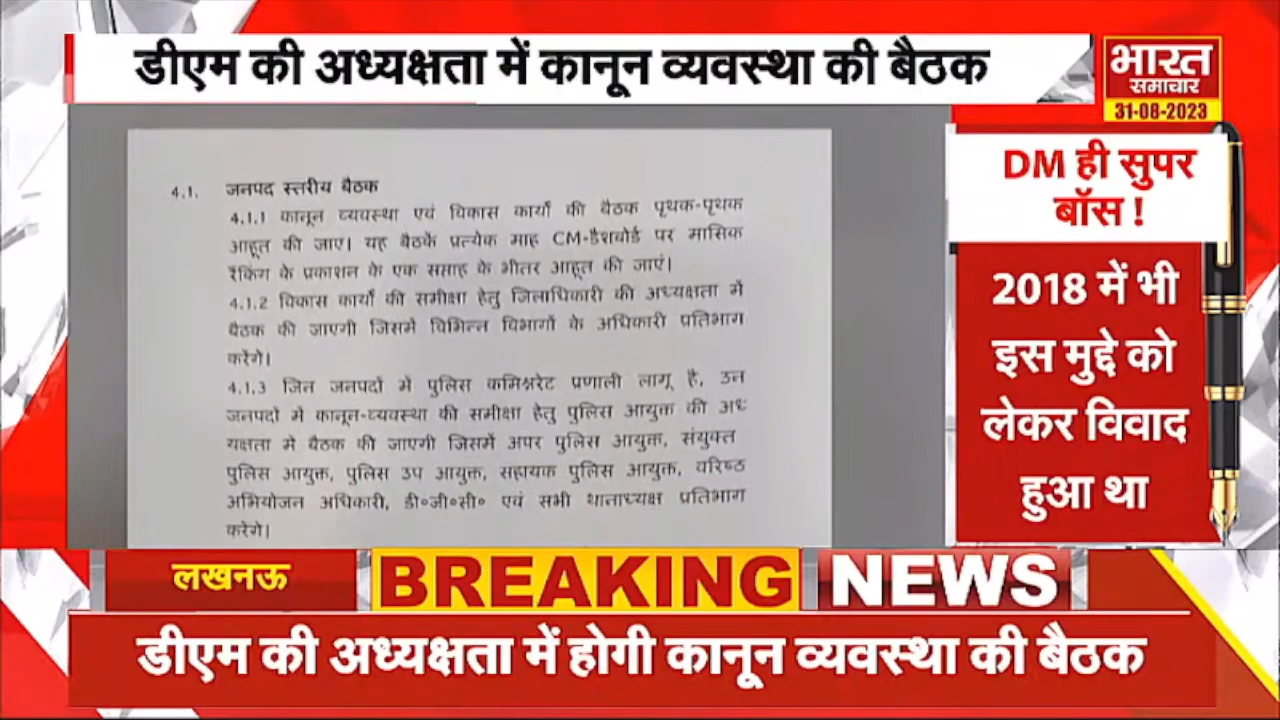 डीएम की अध्यक्षता में कानून व्यवस्था की बैठक
भारत
समाचार
31-08-2023
4.1. जनपद स्तरीय बैठक
4.1.1 कानून व्यवस्था एवं विकास कार्यों की बैठक पृथक-पृथक
आहूत की जाए। यह बैठकें प्रत्येक माह CM-डैशबोर्ड पर मासिक
रैंकिंग के प्रकाशन के एक सप्ताह के भीतर आहूत की जाएं।
4.1.2 विकास कार्यों की समीक्षा हेतु जिलाधिकारी की अध्यक्षता में
बैठक की जाएगी जिसमें विभिन्न विभागों के अधिकारी प्रतिभाग
करेंगे।
4.1.3 जिन जनपदों में पुलिस कमिश्नरेट प्रणाली लागू है, उन
जनपदों में कानून-व्यवस्था की समीक्षा हेतु पुलिस आयुक्त की अध
यक्षता में बैठक की जाएगी जिसमें अपर पुलिस आयुक्त, संयुक्त
पुलिस आयुक्त, पुलिस उप आयुक्त, सहायक पुलिस आयुक्त, वरिष्ठ
अभियोजन अधिकारी, डी०जी०सी० एवं सभी थानाध्यक्ष प्रतिभाग
करेंगे।
DM ही सुपर
बॉस !
2018 में भी
इस मुद्दे को
लेकर विवाद
हुआ था
लखनऊ
BREAKING NEWS
डीएम की अध्यक्षता में होगी कानून व्यवस्था की बैठक